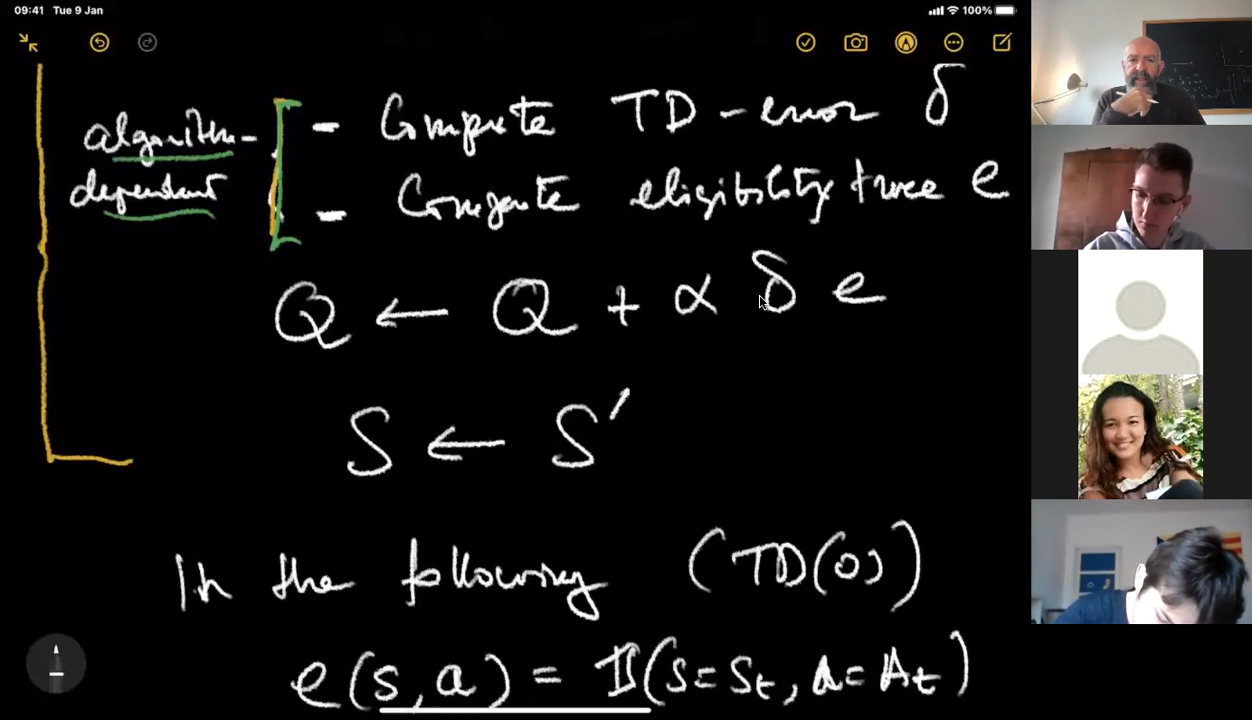 09:41 Tue 9 Jan
100%
algorithm-
dependent
- Compute TD-error δ
- Compute eligibility trace e
Q ← Q + α δ e
S ← S'
In the following (TD(0))
e(s,a) = 𝟙(s=St, a=At)